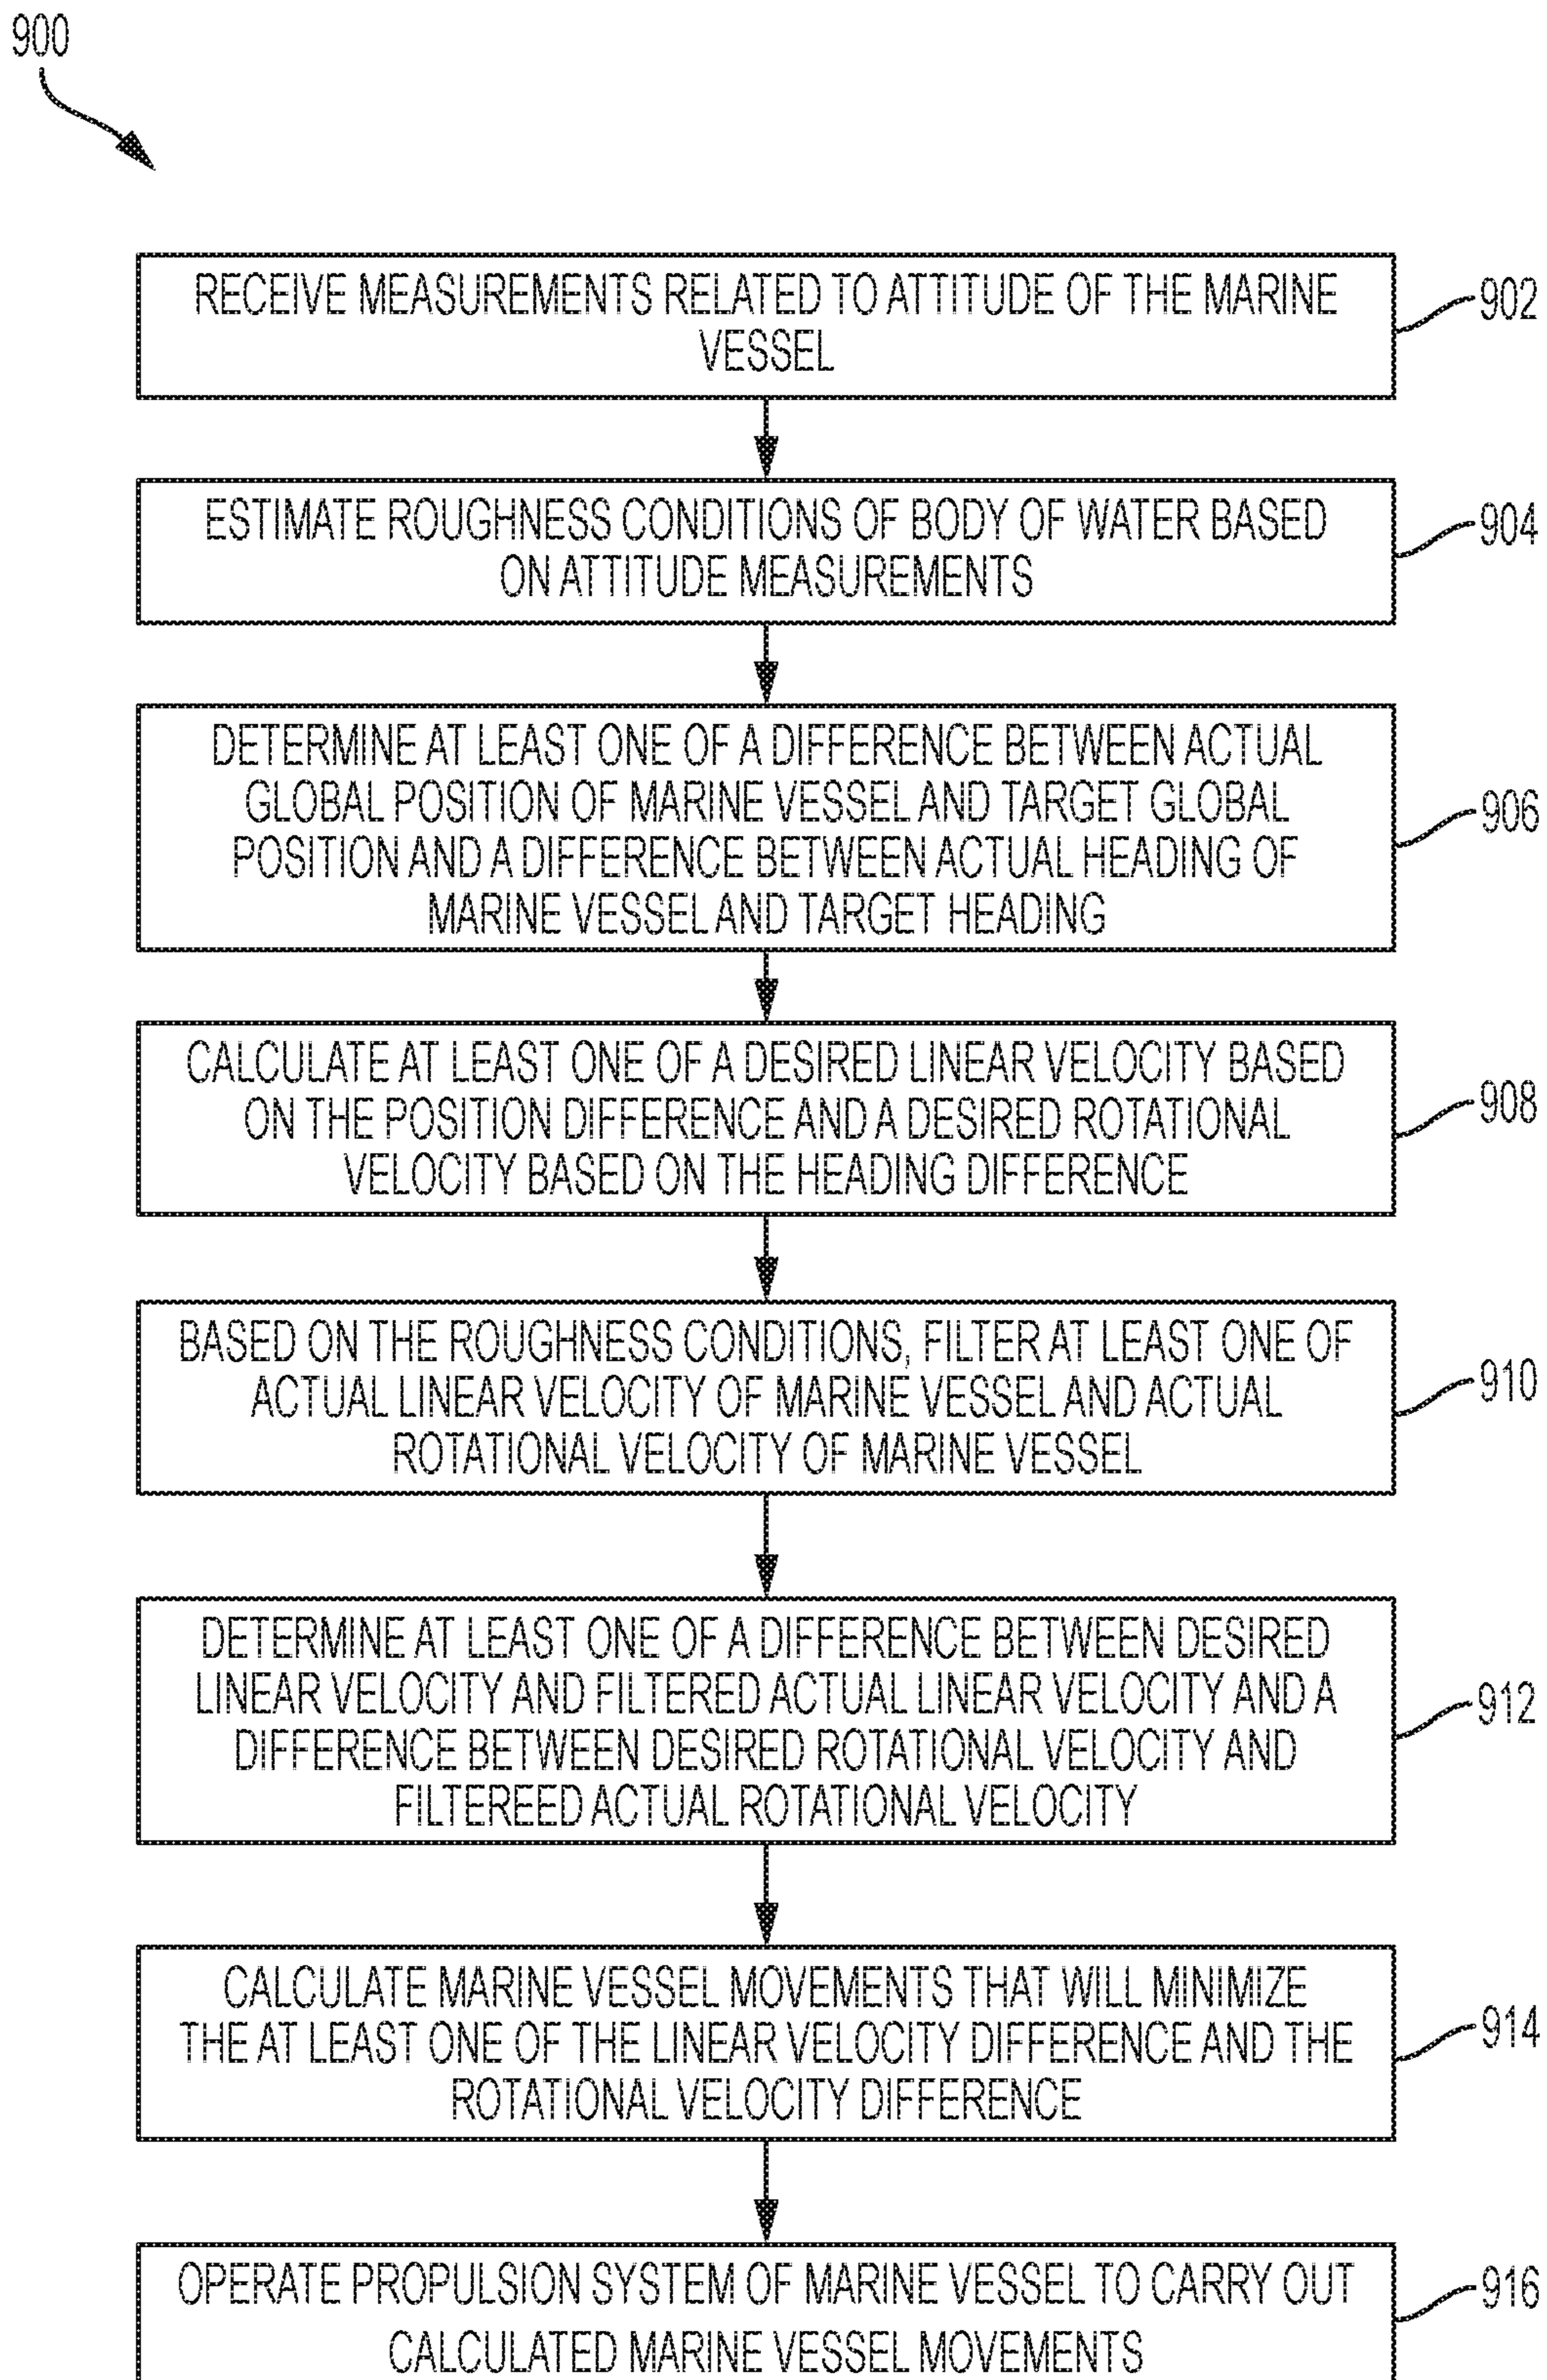 900
RECEIVE MEASUREMENTS RELATED TO ATTITUDE OF THE MARINE
VESSEL
902
ESTIMATE ROUGHNESS CONDITIONS OF BODY OF WATER BASED
ON ATTITUDE MEASUREMENTS
904
DETERMINE AT LEAST ONE OF A DIFFERENCE BETWEEN ACTUAL
GLOBAL POSITION OF MARINE VESSEL AND TARGET GLOBAL
POSITION AND A DIFFERENCE BETWEEN ACTUAL HEADING OF
MARINE VESSEL AND TARGET HEADING
906
CALCULATE AT LEAST ONE OF A DESIRED LINEAR VELOCITY BASED
ON THE POSITION DIFFERENCE AND A DESIRED ROTATIONAL
VELOCITY BASED ON THE HEADING DIFFERENCE
908
BASED ON THE ROUGHNESS CONDITIONS, FILTER AT LEAST ONE OF
ACTUAL LINEAR VELOCITY OF MARINE VESSEL AND ACTUAL
ROTATIONAL VELOCITY OF MARINE VESSEL
910
DETERMINE AT LEAST ONE OF A DIFFERENCE BETWEEN DESIRED
LINEAR VELOCITY AND FILTERED ACTUAL LINEAR VELOCITY AND A
DIFFERENCE BETWEEN DESIRED ROTATIONAL VELOCITY AND
FILTEREED ACTUAL ROTATIONAL VELOCITY
912
CALCULATE MARINE VESSEL MOVEMENTS THAT WILL MINIMIZE
THE AT LEAST ONE OF THE LINEAR VELOCITY DIFFERENCE AND THE
ROTATIONAL VELOCITY DIFFERENCE
914
OPERATE PROPULSION SYSTEM OF MARINE VESSEL TO CARRY OUT
CALCULATED MARINE VESSEL MOVEMENTS
916